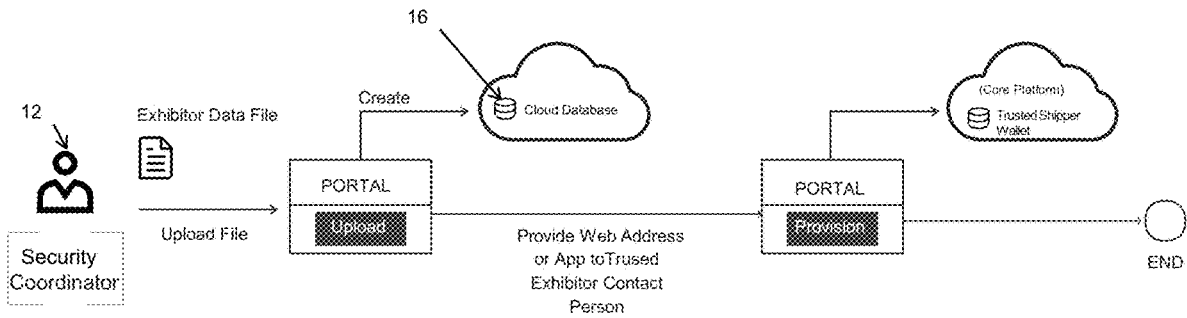 16
12
Exhibitor Data File
Create
Cloud Database
(Core Platform)
Trusted Shipper
Wallet
PORTAL
Upload
Upload File
Security
Coordinator
Provide Web Address
or App toTrused
Exhibitor Contact
Person
PORTAL
Provision
END